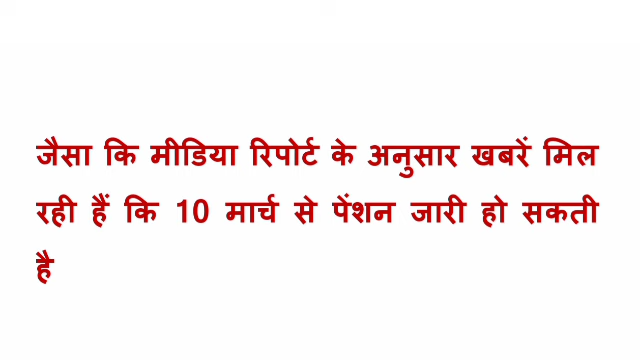 जैसा कि मीडिया रिपोर्ट के अनुसार खबरें मिल
रही हैं कि 10 मार्च से पेंशन जारी हो सकती
है